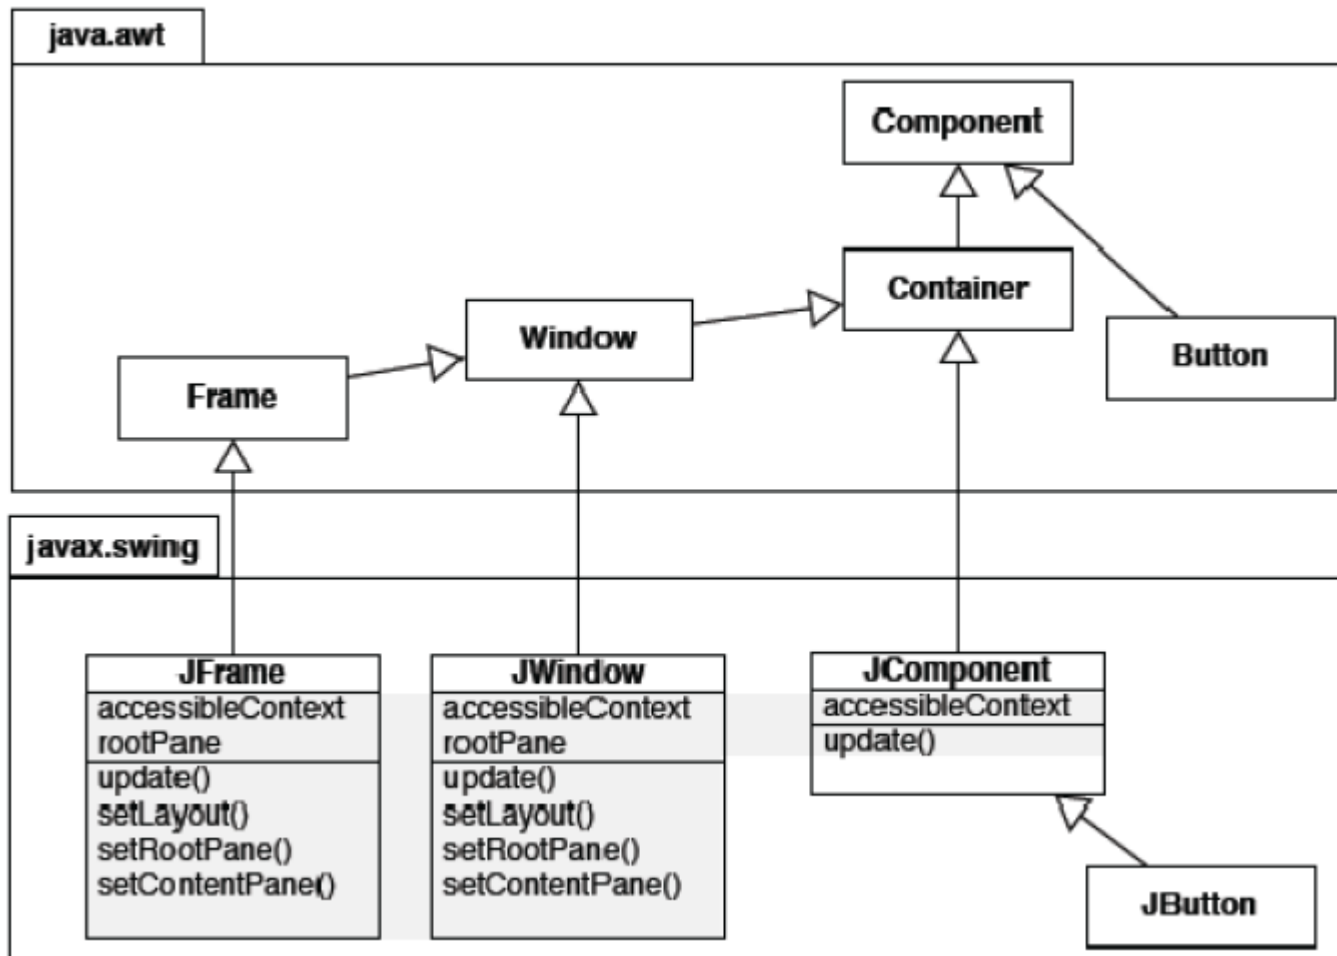 java.awt
Component
Container
Window
Button
Frame
javax.swing
JFrame
accessibleContext
rootPane
update()
setLayout()
setRootPane()
setContentPane()
JWindow
accessibleContext
rootPane
update()
setLayout()
setRootPane()
setContentPane()
JComponent
accessibleContext
update()
JButton